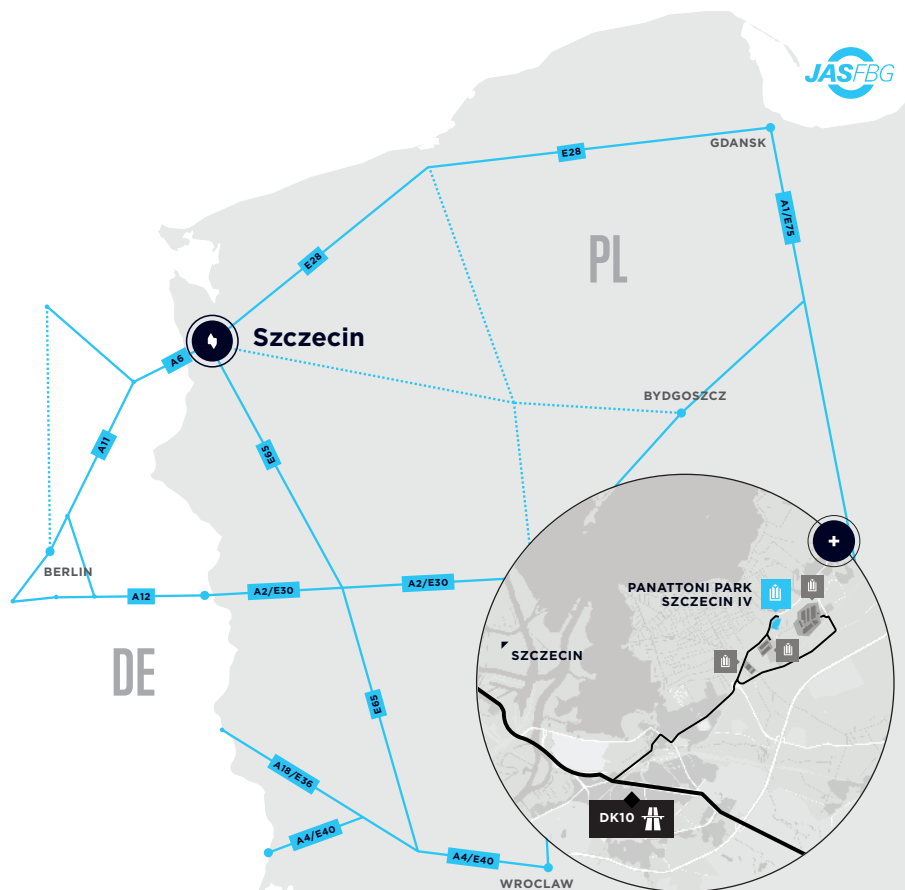 JASFBG
GDANSK
E28
A1/E75
PL
E28
Szczecin
A6
BYDGOSZCZ
A11
E65
BERLIN
A12
A2/E30
A2/E30
PANATTONI PARK
SZCZECIN IV
SZCZECIN
DE
E65
A18/E36
DK10
A4/E40
A4/E40
WROCLAW